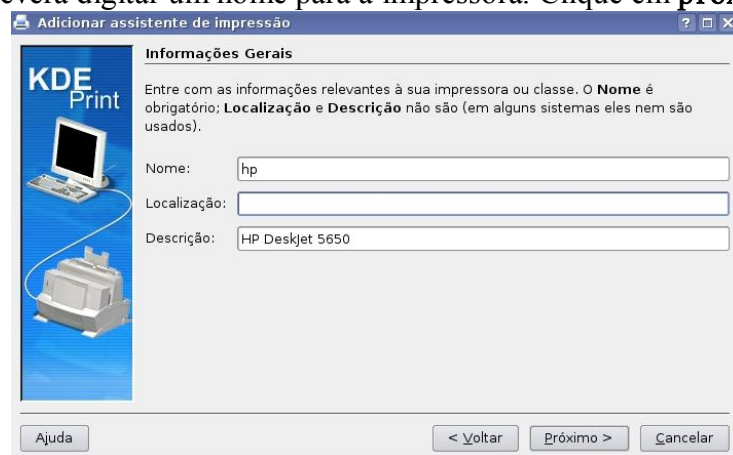 everá digitar um nome para a impressora. Clique em
Adicionar assistente de impressão
Informações Gerais
KDE
Print
Entre com as informações relevantes à sua impressora ou classe. O Nome é
obrigatório; Localização e Descrição não são (em alguns sistemas eles nem são
usados).
Nome: hp
Localização:
Descrição: HP DeskJet 5650
Ajuda < Voltar Próximo > Cancelar